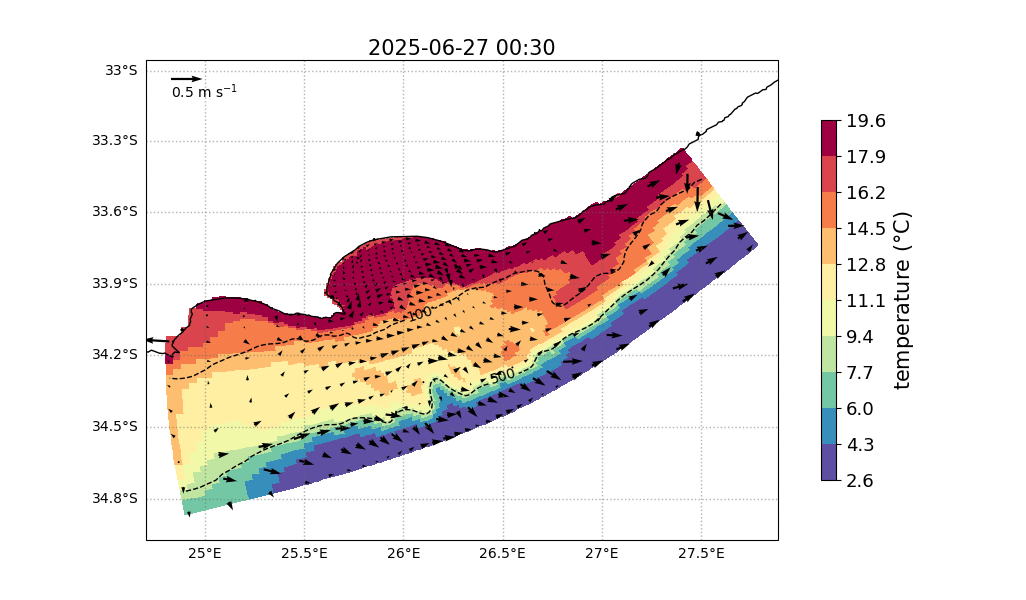 2025-06-27 00:30
0.5 m s⁻¹
33°S
33.3°S
33.6°S
33.9°S
34.2°S
34.5°S
34.8°S
100
500
25°E 25.5°E 26°E 26.5°E 27°E 27.5°E
19.6
17.9
16.2
14.5
12.8
11.1
9.4
7.7
6.0
4.3
2.6
temperature (°C)